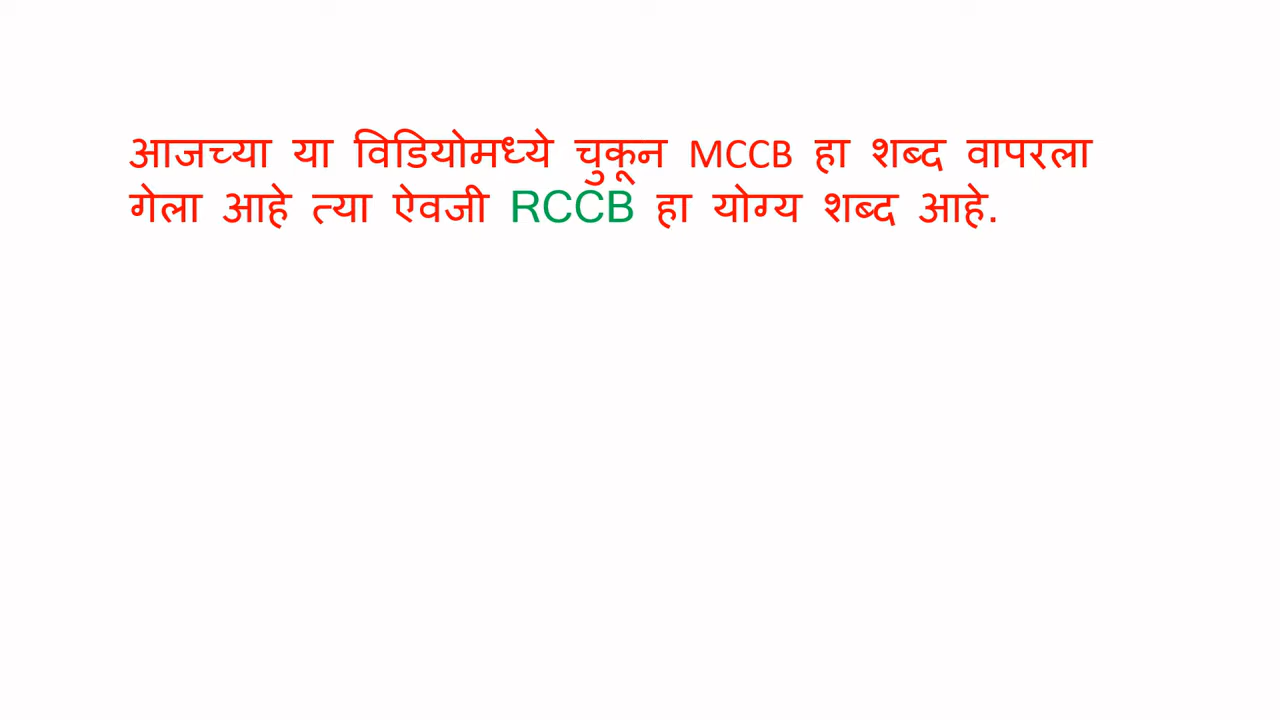 आजच्या या विडियोमध्ये चुकून MCCB हा शब्द वापरला
गेला आहे त्या ऐवजी RCCB हा योग्य शब्द आहे.